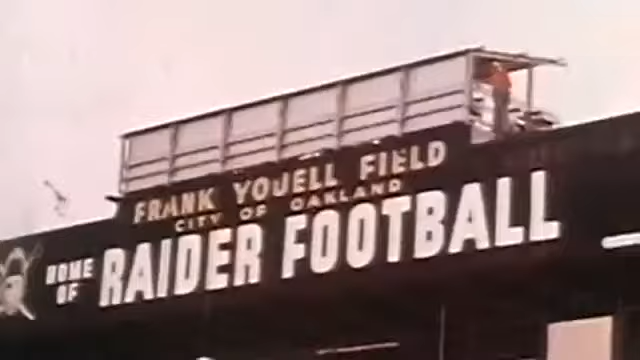 FRANK YOUELL FIELD
CITY OF OAKLAND
HOME OF
RAIDER FOOTBALL